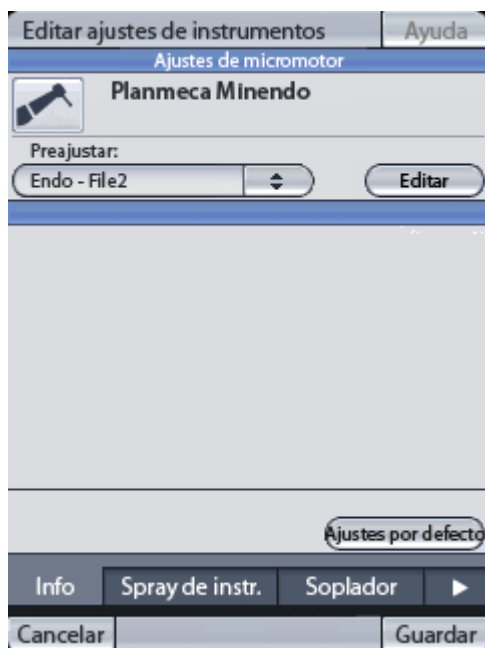 Editar ajustes de instrumentos Ayuda
Ajustes de micromotor
Planmeca Minendo
Preajustar:
Endo - File2 Editar
Ajustes por defecto
Info Spray de instr. Soplador
Cancelar Guardar